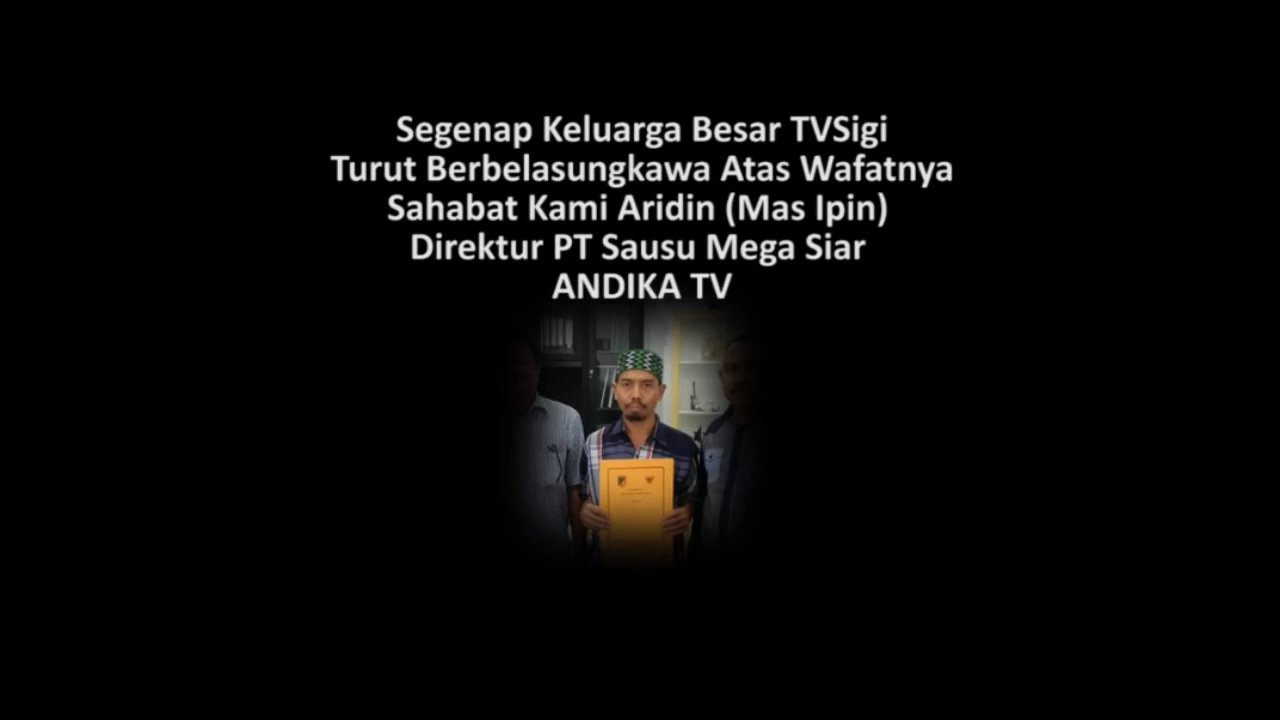 Segenap Keluarga Besar TVSigi
Turut Berbelasungkawa Atas Wafatnya
Sahabat Kami Aridin (Mas Ipin)
Direktur PT Sausu Mega Siar
ANDIKA TV